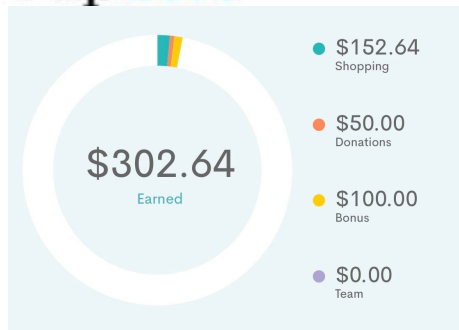 $302.64
Earned
$152.64
Shopping
$50.00
Donations
$100.00
Bonus
$0.00
Team